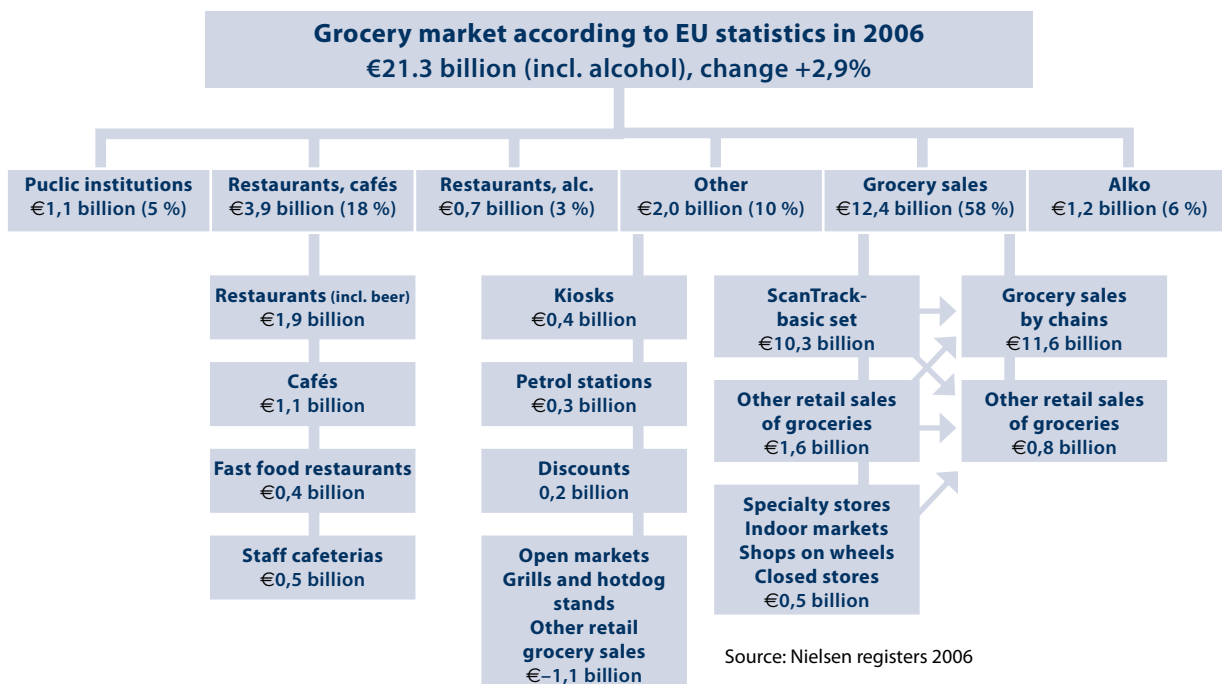 Grocery market according to EU statistics in 2006
€21.3 billion (incl. alcohol), change +2,9%
Puclic institutions
€1,1 billion (5 %)
Restaurants, cafés
€3,9 billion (18 %)
Restaurants, alc.
€0,7 billion (3 %)
Other
€2,0 billion (10 %)
Grocery sales
€12,4 billion (58 %)
Alko
€1,2 billion (6 %)
Restaurants (incl. beer)
€1,9 billion
Cafés
€1,1 billion
Fast food restaurants
€0,4 billion
Staff cafeterias
€0,5 billion
Kiosks
€0,4 billion
Petrol stations
€0,3 billion
Discounts
0,2 billion
Open markets
Grills and hotdog
stands
Other retail
grocery sales
€–1,1 billion
ScanTrack-
basic set
€10,3 billion
Other retail sales
of groceries
€1,6 billion
Specialty stores
Indoor markets
Shops on wheels
Closed stores
€0,5 billion
Grocery sales
by chains
€11,6 billion
Other retail sales
of groceries
€0,8 billion
Source: Nielsen registers 2006